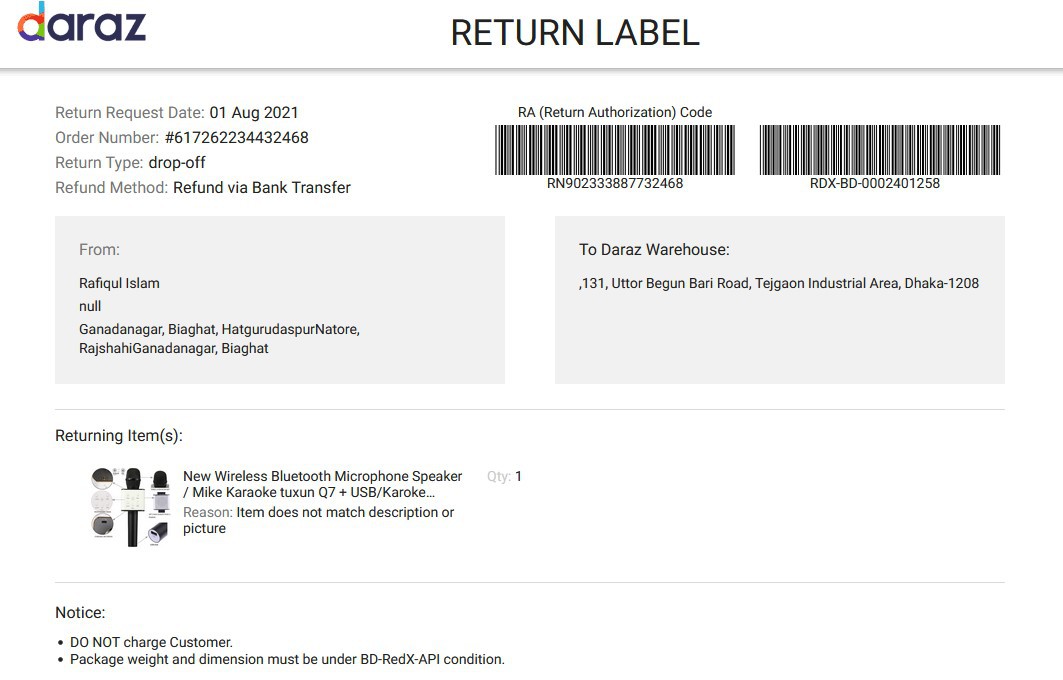 daraz
RETURN LABEL
Return Request Date: 01 Aug 2021
Order Number: #617262234432468
Return Type: drop-off
Refund Method: Refund via Bank Transfer
RA (Return Authorization) Code
RN902333887732468
RDX-BD-0002401258
From:
Rafiqul Islam
null
Ganadanagar, Biaghat, HatgurudaspurNatore,
RajshahiGanadanagar, Biaghat
To Daraz Warehouse:
,131, Uttor Begun Bari Road, Tejgaon Industrial Area, Dhaka-1208
Returning Item(s):
New Wireless Bluetooth Microphone Speaker
/ Mike Karaoke tuxun Q7 + USB/Karoke...
Qty: 1
Reason: Item does not match description or
picture
Notice:
• DO NOT charge Customer.
• Package weight and dimension must be under BD-RedX-API condition.